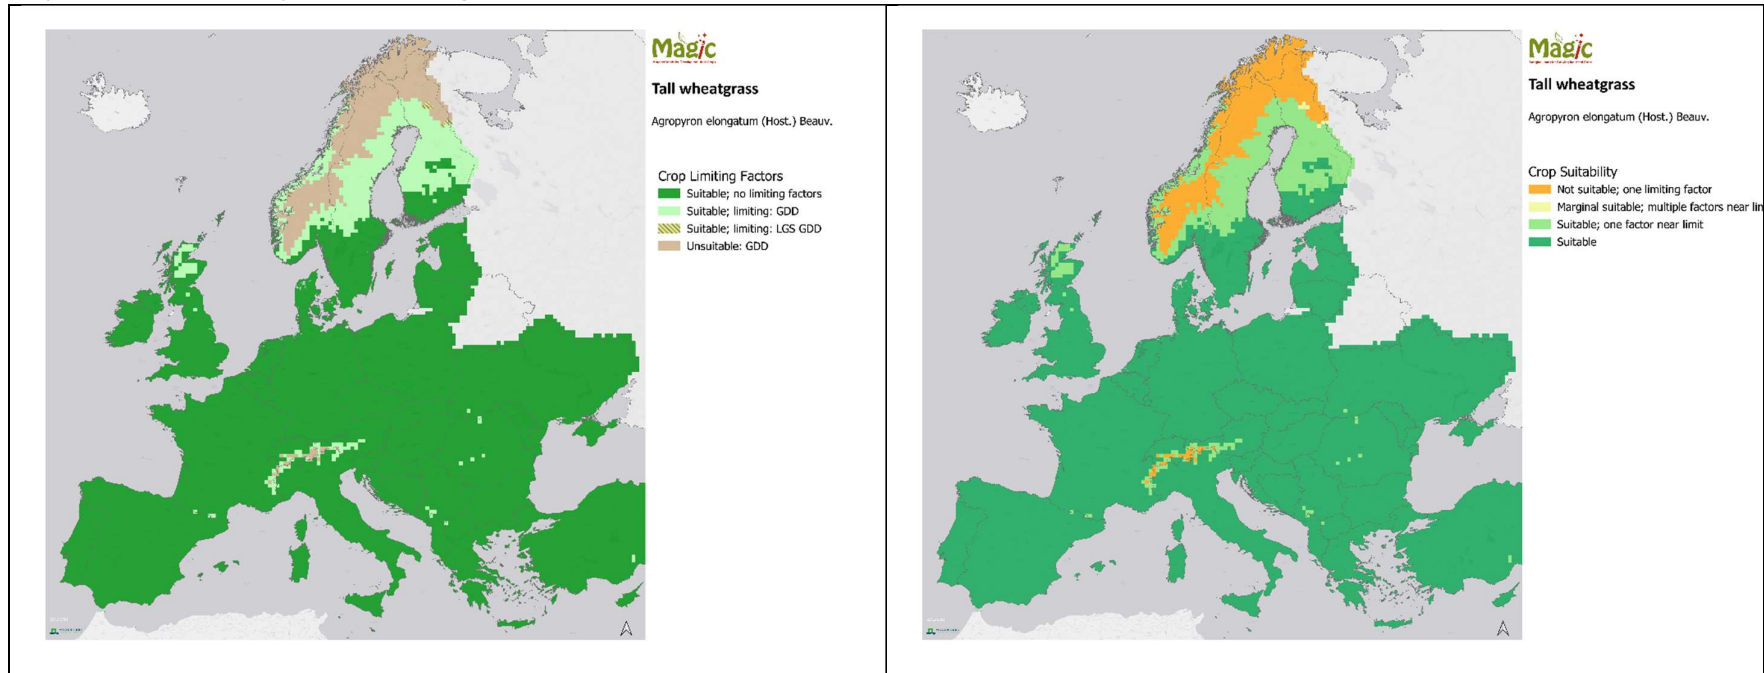 Magic
Tall wheatgrass
Agropyron elongatum (Host.) Beauv.
Crop Limiting Factors
Suitable; no limiting factors
Suitable; limiting: GDD
Suitable; limiting: LGS GDD
Unsuitable: GDD
Magic
Tall wheatgrass
Agropyron elongatum (Host.) Beauv.
Crop Suitability
Not suitable; one limiting factor
Marginal suitable; multiple factors near lin
Suitable; one factor near limit
Suitable